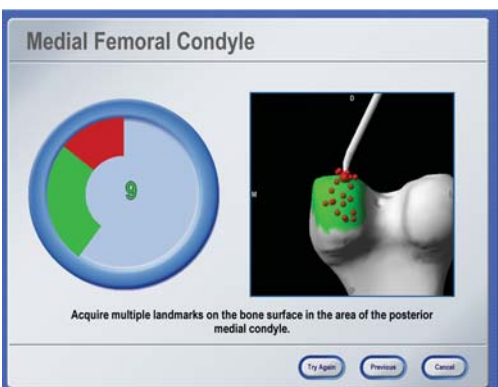 Medial Femoral Condyle
D
9
M
Acquire multiple landmarks on the bone surface in the area of the posterior
medial condyle.
Try Again Previous Cancel